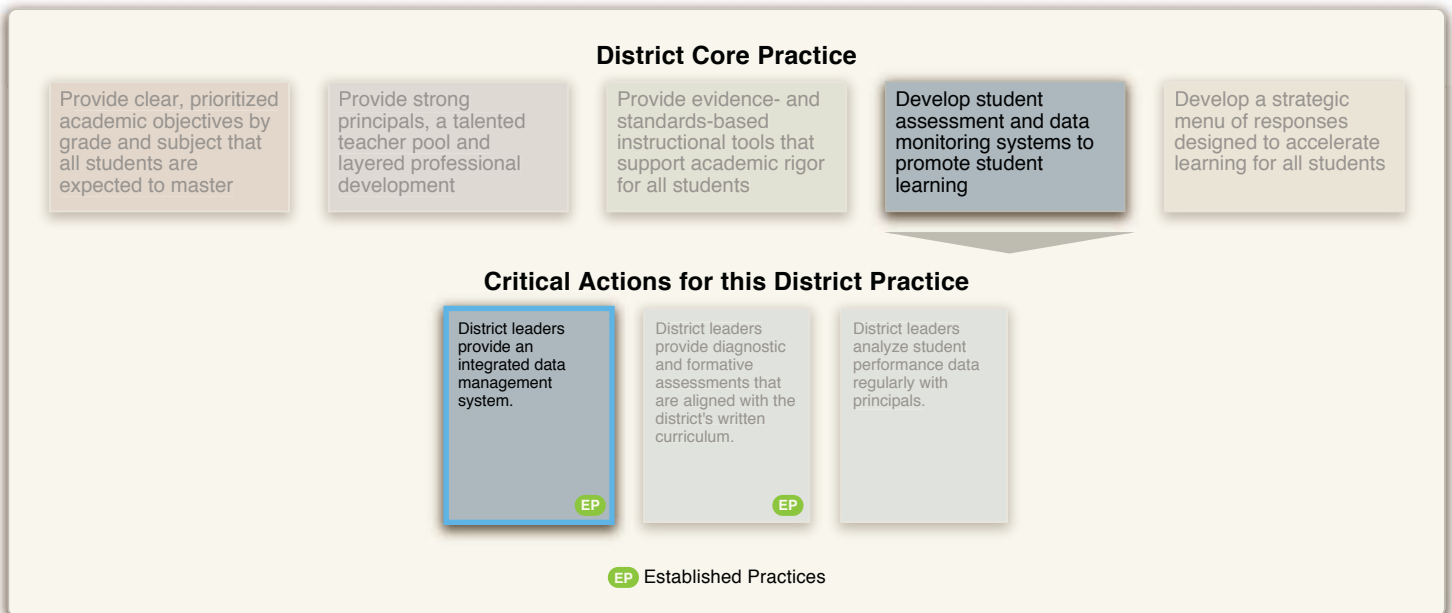 District Core Practice
Provide clear, prioritized
academic objectives by
grade and subject that
all students are
expected to master
Provide strong
principals, a talented
teacher pool and
layered professional
development
Provide evidence- and
standards-based
instructional tools that
support academic rigor
for all students
Develop student
assessment and data
monitoring systems to
promote student
learning
Develop a strategic
menu of responses
designed to accelerate
learning for all students
Critical Actions for this District Practice
District leaders
provide an
integrated data
management
system.
EP
District leaders
provide diagnostic
and formative
assessments that
are aligned with the
district's written
curriculum.
EP
District leaders
analyze student
performance data
regularly with
principals.
EP Established Practices